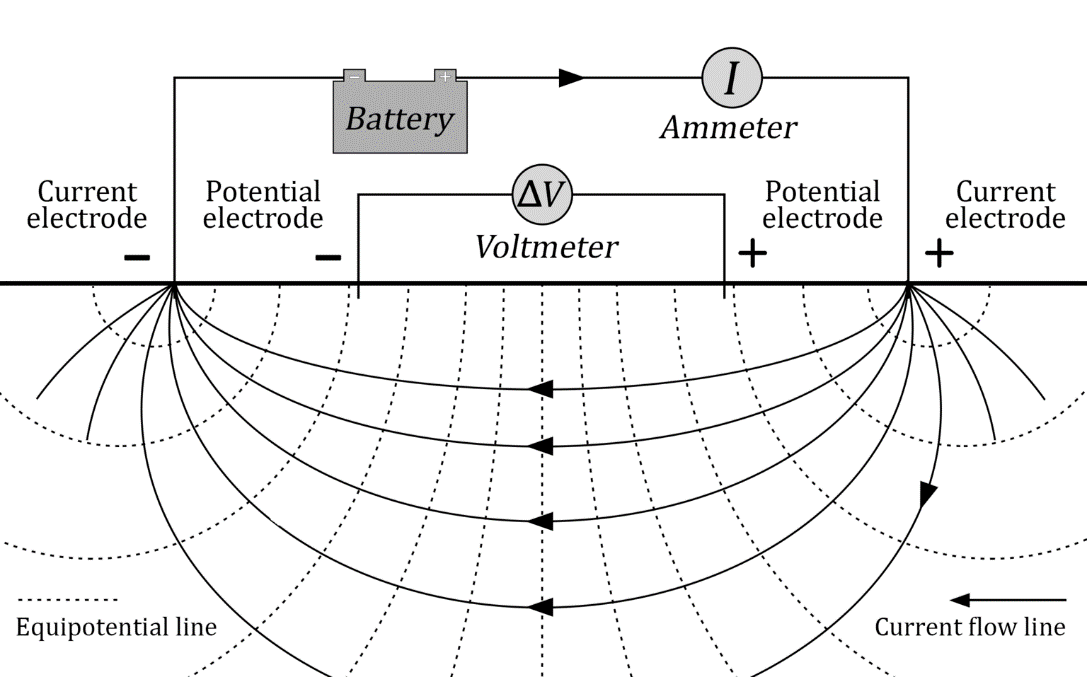 − +
Battery
I
Ammeter
Current
electrode
−
Potential
electrode
−
ΔV
Voltmeter
Potential
electrode
+
Current
electrode
+
Equipotential line
Current flow line